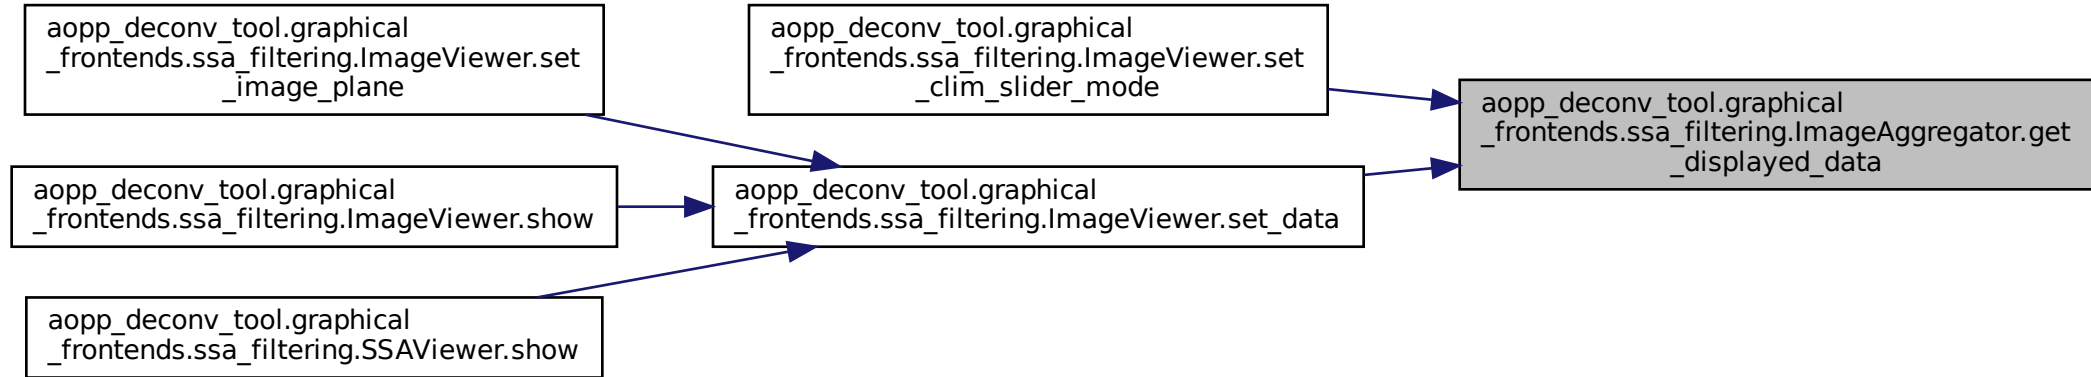 aopp_deconv_tool.graphical
_frontends.ssa_filtering.ImageViewer.set
_image_plane
aopp_deconv_tool.graphical
_frontends.ssa_filtering.ImageViewer.set
_clim_slider_mode
aopp_deconv_tool.graphical
_frontends.ssa_filtering.ImageAggregator.get
_displayed_data
aopp_deconv_tool.graphical
_frontends.ssa_filtering.ImageViewer.show
aopp_deconv_tool.graphical
_frontends.ssa_filtering.ImageViewer.set_data
aopp_deconv_tool.graphical
_frontends.ssa_filtering.SSAViewer.show